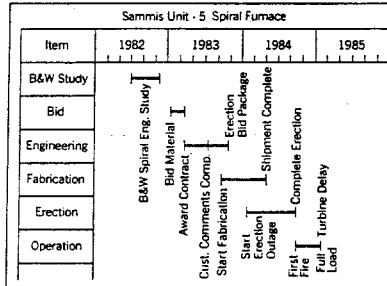 Sammis Unit - 5 Spiral Furnace
Item 1982 1983 1984 1985
B&W Study
B&W Spiral Eng. Study
Bid
Bid Material
Award Contract
Engineering
Cust. Comments Comp.
Erection
Bid Package
Fabrication
Start Fabrication
Shipment Complete
Erection
Start
Erection
Outage
Complete Erection
Operation
First
Fire
Full
Load
Turbine Delay